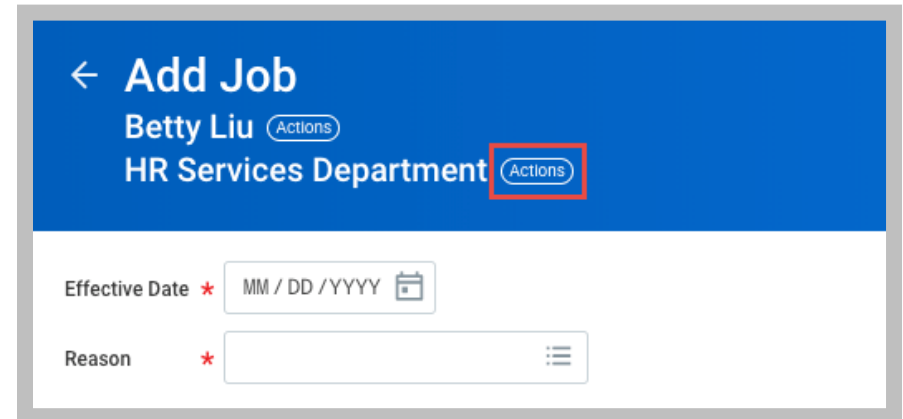 ← Add Job
Betty Liu Actions
HR Services Department Actions
Effective Date * MM / DD / YYYY
Reason *